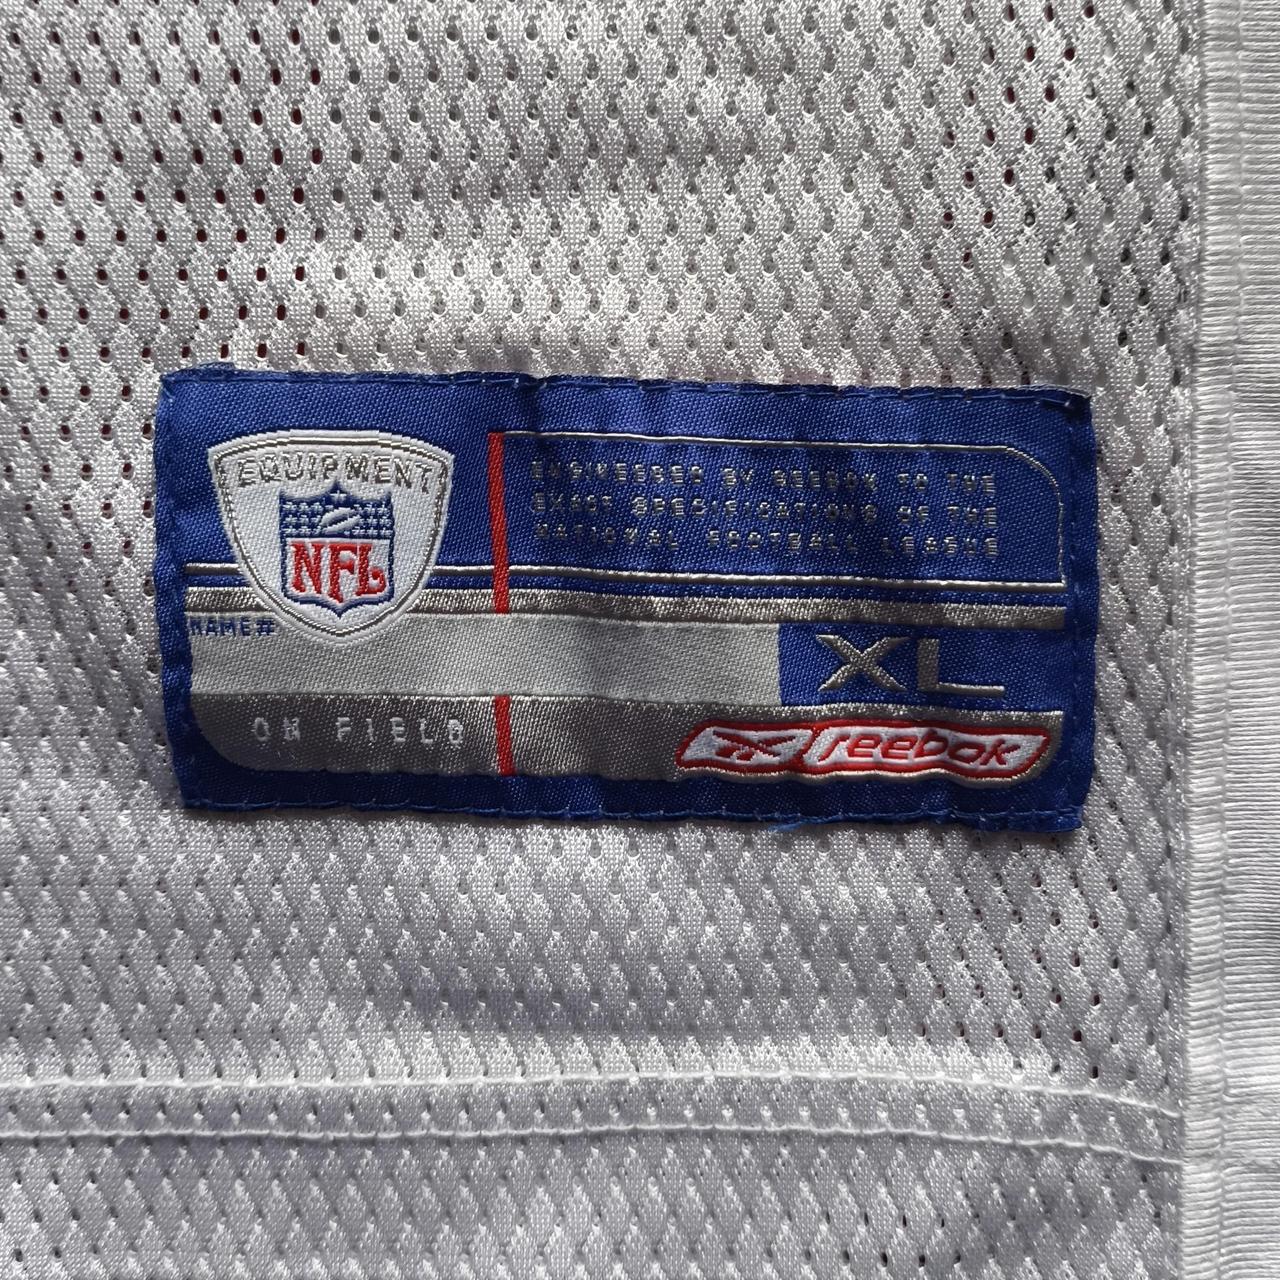 EQUIPMENT
NFL
ENGINEERED BY REEBOK TO THE
EXACT SPECIFICATIONS OF THE
NATIONAL FOOTBALL LEAGUE
NAME#
XL
ON FIELD
reebok